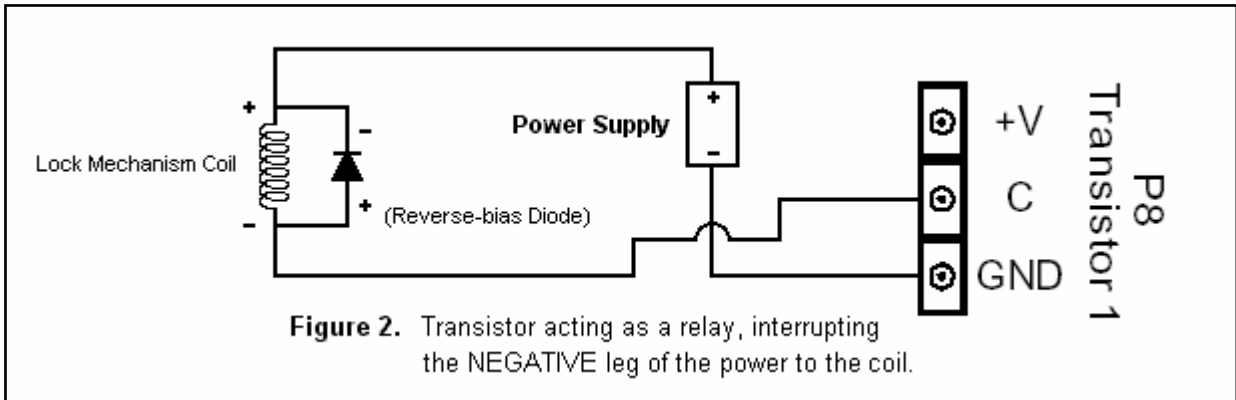 +
-
Lock Mechanism Coil
-
+
(Reverse-bias Diode)
Power Supply
+
-
+V
C
GND
P8
Transistor 1
Figure 2. Transistor acting as a relay, interrupting
the NEGATIVE leg of the power to the coil.